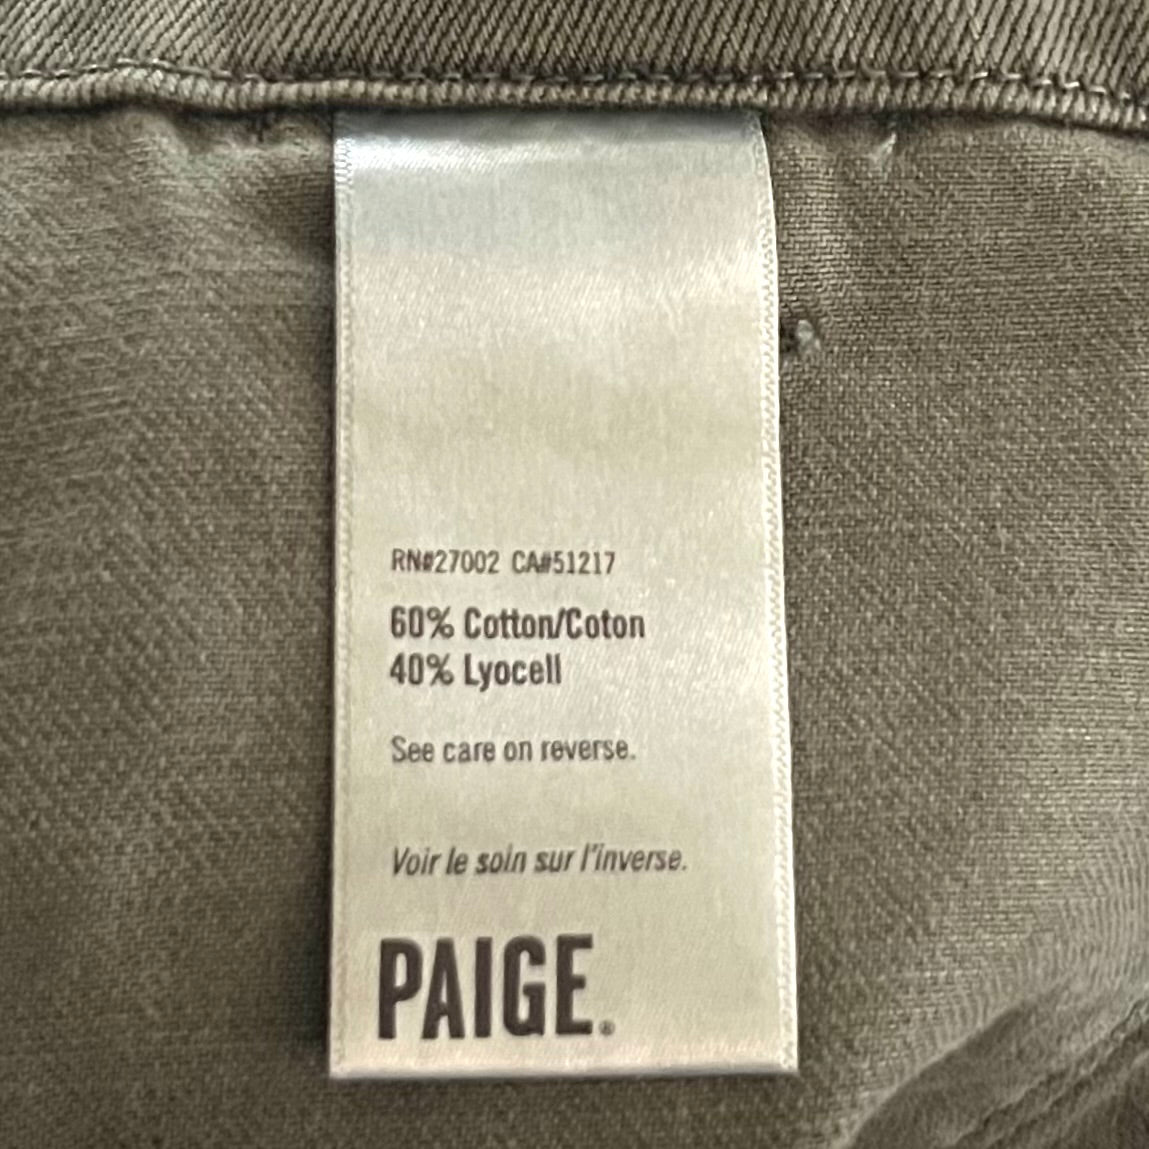 RN#27002 CA#51217
60% Cotton/Coton
40% Lyocell
See care on reverse.
Voir le soin sur l'inverse.
PAIGE.®